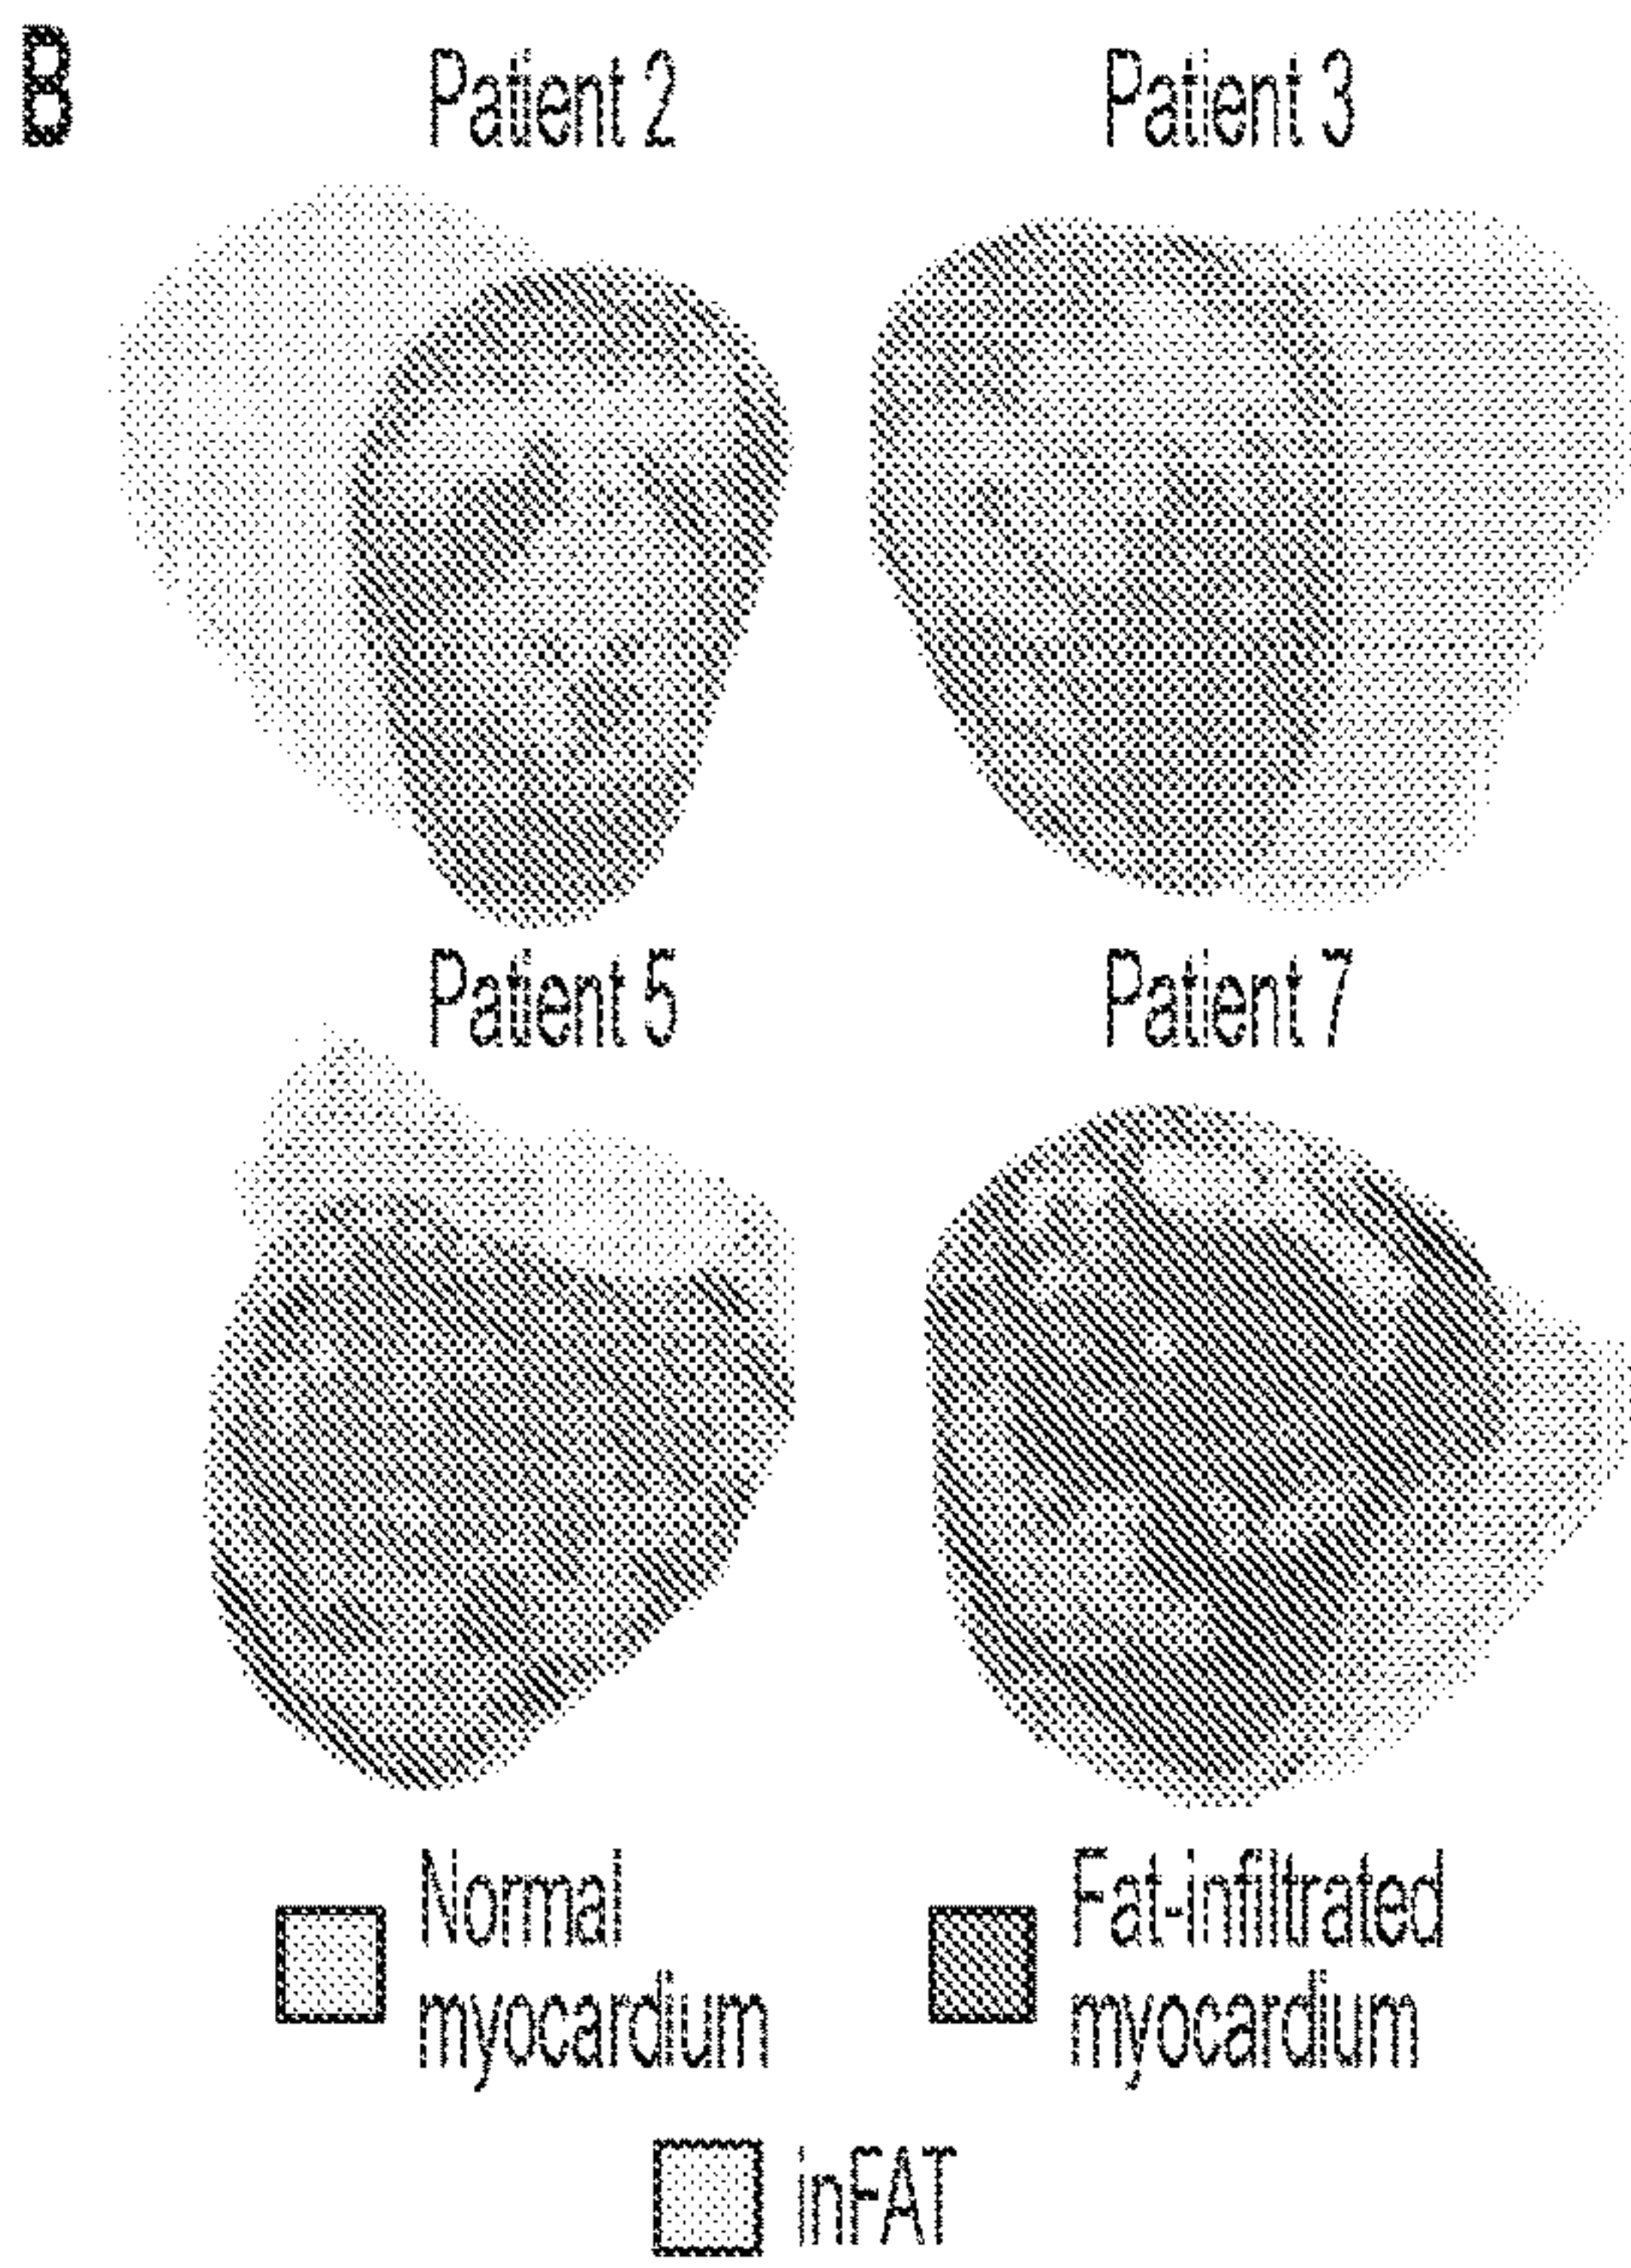 B
Patient 2
Patient 3
Patient 5
Patient 7
Normal
myocardium
Fat-infiltrated
myocardium
inFAT